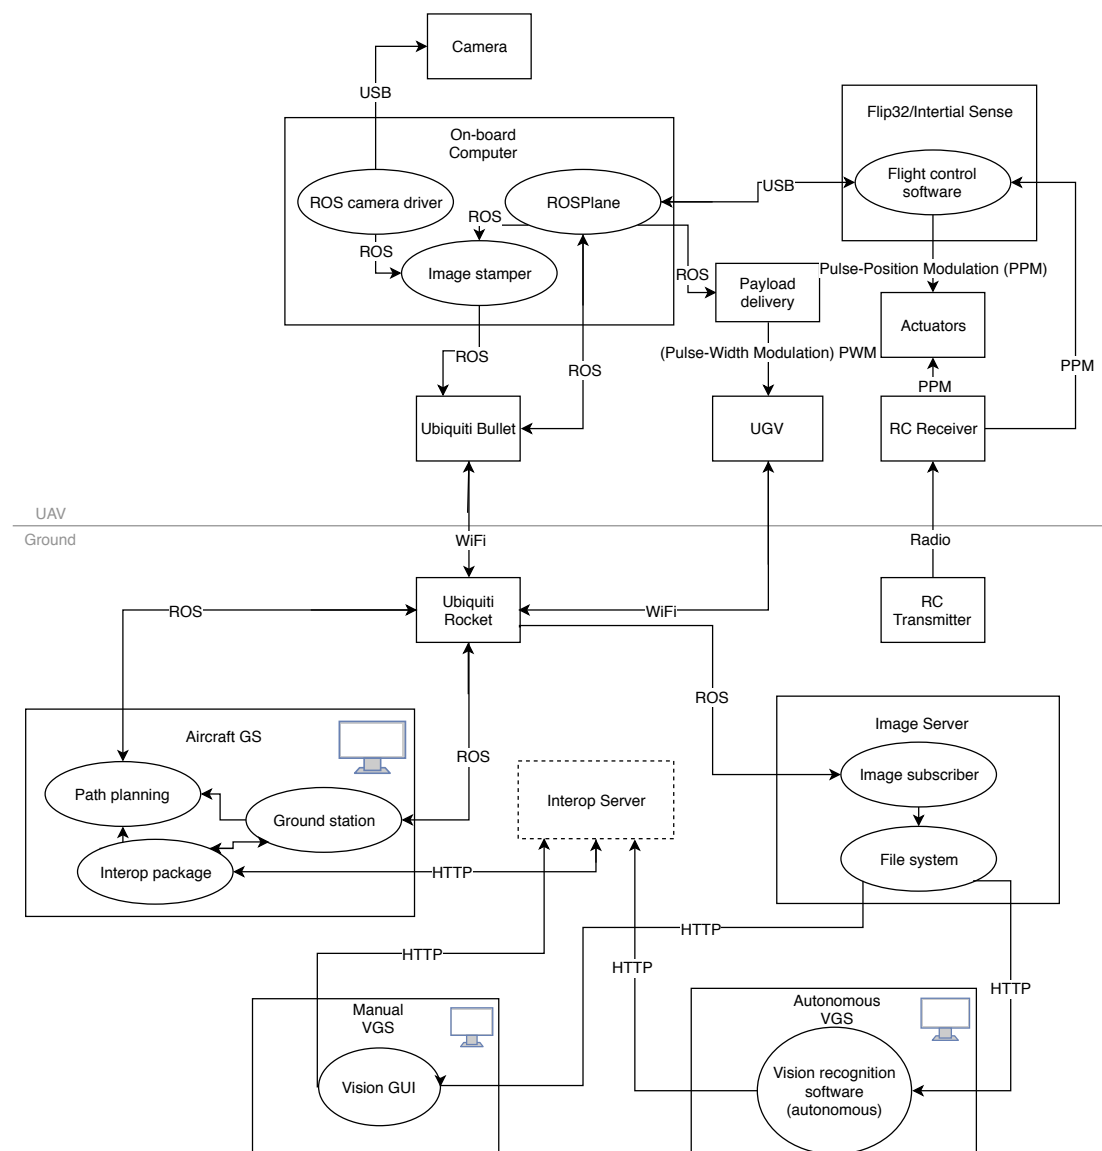 Camera
USB
Flip32/Intertial Sense
On-board
Computer
Flight control
software
ROS camera driver
ROSPlane
USB
ROS
ROS
Image stamper
ROS
Pulse-Position Modulation (PPM)
Payload
delivery
Actuators
ROS
(Pulse-Width Modulation) PWM
ROS
PPM
PPM
Ubiquiti Bullet
UGV
RC Receiver
UAV
Ground
WiFi
Radio
Ubiquiti
Rocket
ROS
WiFi
RC
Transmitter
ROS
Aircraft GS
Image Server
ROS
Image subscriber
Path planning
Interop Server
Ground station
File system
Interop package
HTTP
HTTP
HTTP
HTTP
HTTP
Manual
VGS
Autonomous
VGS
Vision GUI
Vision recognition
software
(autonomous)